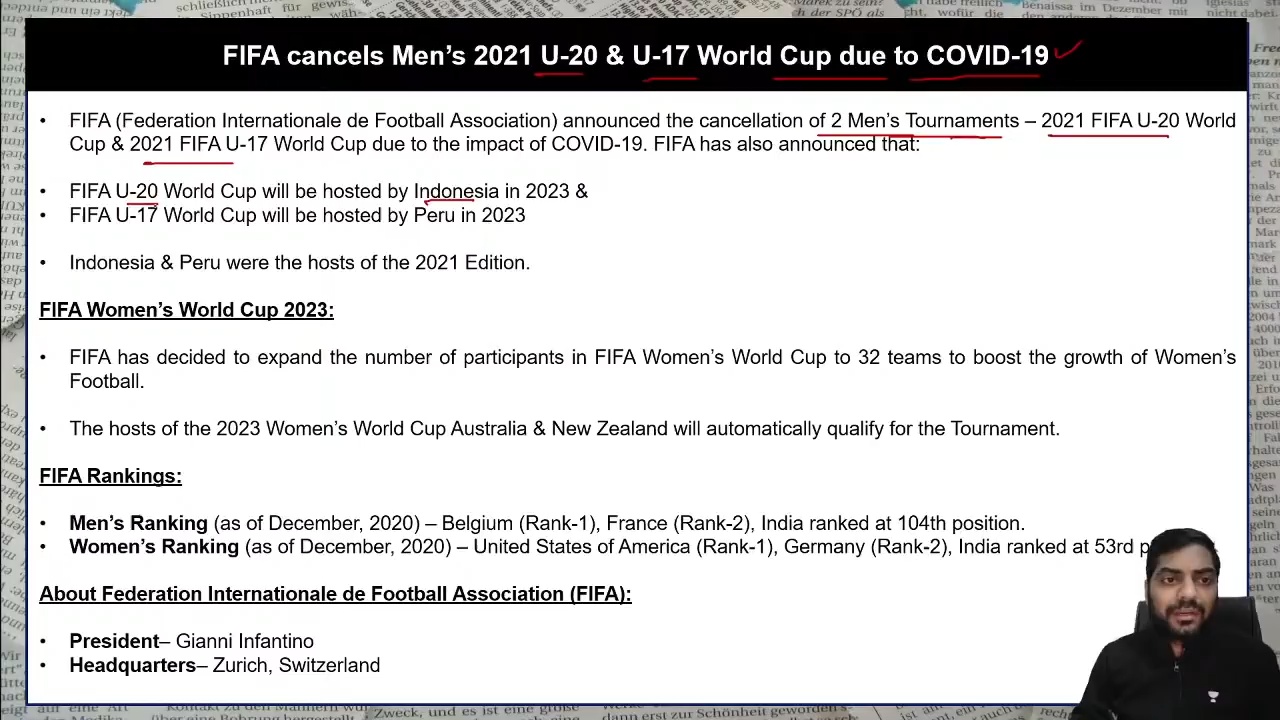 FIFA cancels Men's 2021 U-20 & U-17 World Cup due to COVID-19
• FIFA (Federation Internationale de Football Association) announced the cancellation of 2 Men's Tournaments – 2021 FIFA U-20 World
Cup & 2021 FIFA U-17 World Cup due to the impact of COVID-19. FIFA has also announced that:
• FIFA U-20 World Cup will be hosted by Indonesia in 2023 &
• FIFA U-17 World Cup will be hosted by Peru in 2023
• Indonesia & Peru were the hosts of the 2021 Edition.
FIFA Women's World Cup 2023:
• FIFA has decided to expand the number of participants in FIFA Women's World Cup to 32 teams to boost the growth of Women's
Football.
• The hosts of the 2023 Women's World Cup Australia & New Zealand will automatically qualify for the Tournament.
FIFA Rankings:
• Men's Ranking (as of December, 2020) – Belgium (Rank-1), France (Rank-2), India ranked at 104th position.
• Women's Ranking (as of December, 2020) – United States of America (Rank-1), Germany (Rank-2), India ranked at 53rd
About Federation Internationale de Football Association (FIFA):
• President– Gianni Infantino
• Headquarters– Zurich, Switzerland